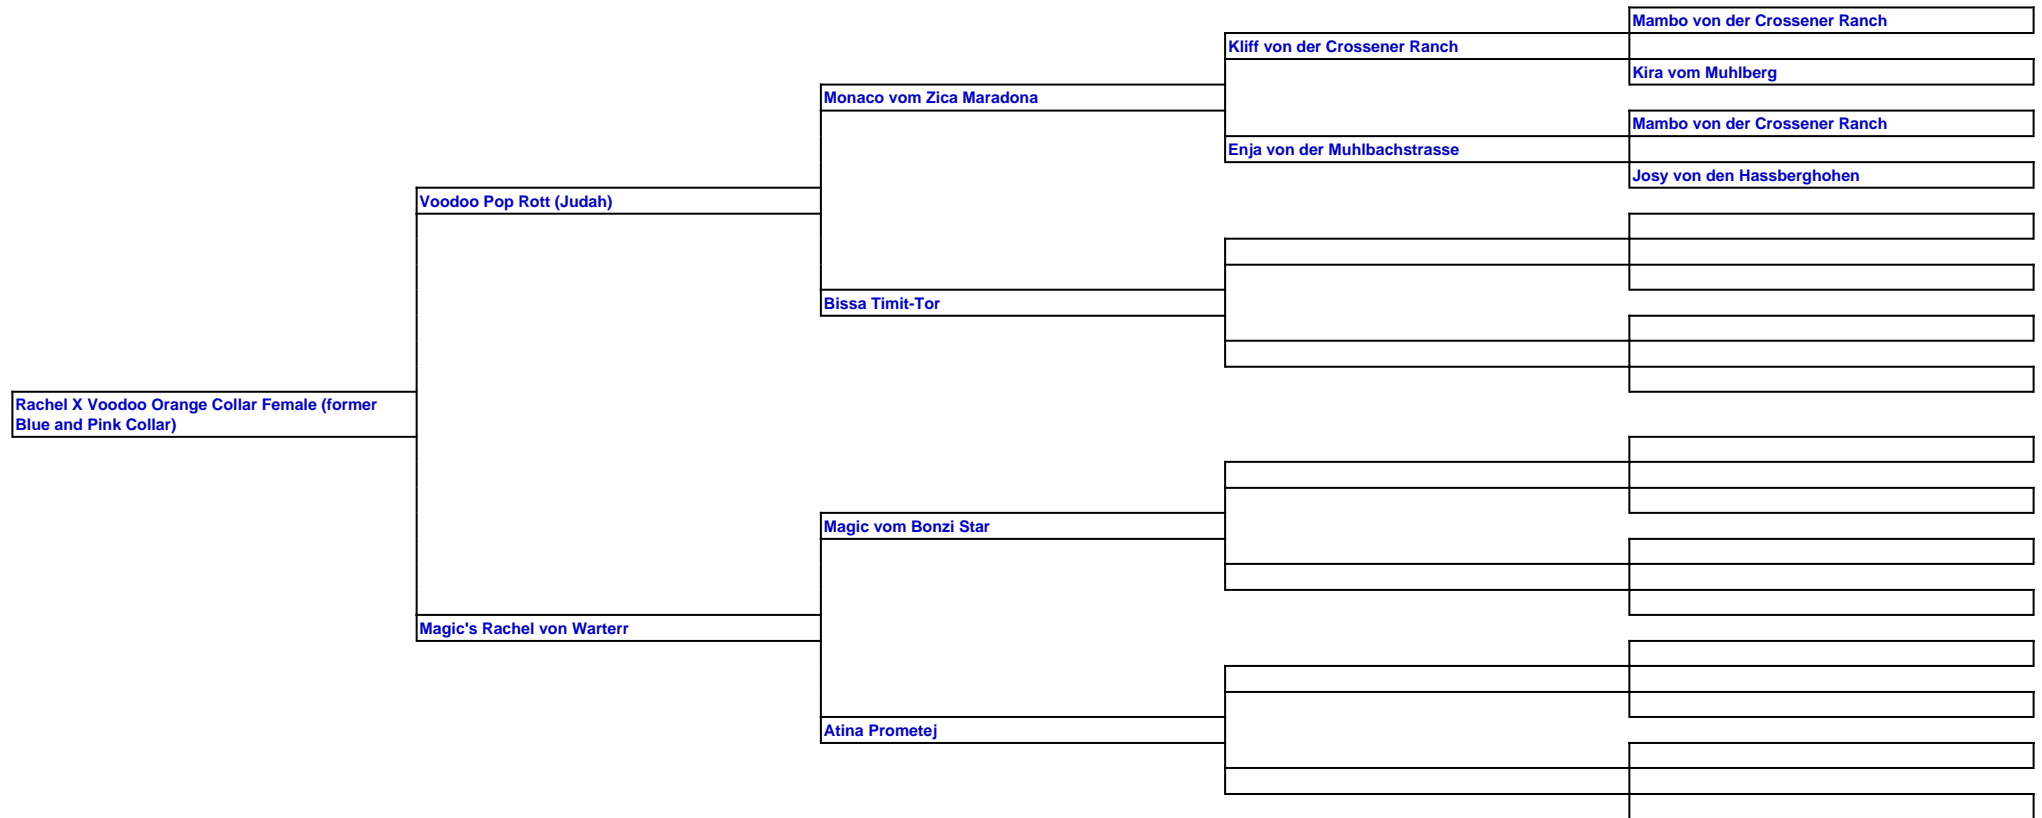 Mambo von der Crossener Ranch
Kliff von der Crossener Ranch
Kira vom Muhlberg
Monaco vom Zica Maradona
Mambo von der Crossener Ranch
Enja von der Muhlbachstrasse
Josy von den Hassberghohen
Voodoo Pop Rott (Judah)
Bissa Timit-Tor
Rachel X Voodoo Orange Collar Female (former
Blue and Pink Collar)
Magic vom Bonzi Star
Magic's Rachel von Warterr
Atina Prometej